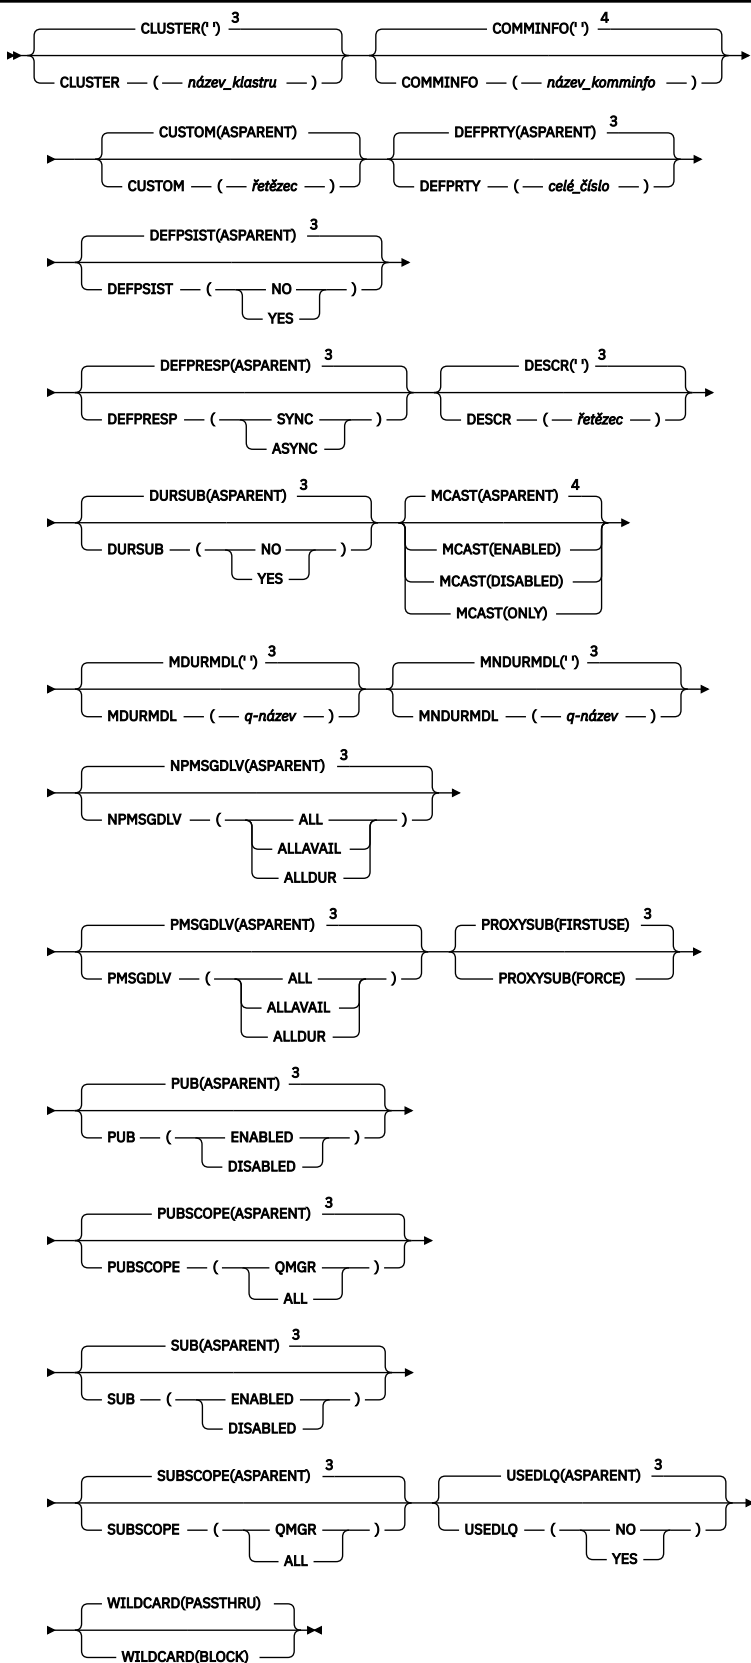 CLUSTER(' ') 3 COMMINFO(' ') 4
CLUSTER ( název_klastru ) COMMINFO ( název_komminfo )
CUSTOM(ASPARENT) DEFPRTY(ASPARENT) 3
CUSTOM ( řetězec ) DEFPRTY ( celé_číslo )
DEFPSIST(ASPARENT) 3
DEFPSIST ( NO )
YES
DEFPRESP(ASPARENT) 3 DESCR(' ') 3
DEFPRESP ( SYNC ) DESCR ( řetězec )
ASYNC
DURSUB(ASPARENT) 3 MCAST(ASPARENT) 4
DURSUB ( NO ) MCAST(ENABLED)
YES MCAST(DISABLED)
MCAST(ONLY)
MDURMDL(' ') 3 MNDURMDL(' ') 3
MDURMDL ( q-název ) MNDURMDL ( q-název )
NPMSGDLV(ASPARENT) 3
NPMSGDLV ( ALL )
ALLAVAIL
ALLDUR
PMSGDLV(ASPARENT) 3 PROXYSUB(FIRSTUSE) 3
PMSGDLV ( ALL ) PROXYSUB(FORCE)
ALLAVAIL
ALLDUR
PUB(ASPARENT) 3
PUB ( ENABLED )
DISABLED
PUBSCOPE(ASPARENT) 3
PUBSCOPE ( QMGR )
ALL
SUB(ASPARENT) 3
SUB ( ENABLED )
DISABLED
SUBSCOPE(ASPARENT) 3 USEDLQ(ASPARENT) 3
SUBSCOPE ( QMGR ) USEDLQ ( NO )
ALL YES
WILDCARD(PASSTHRU)
WILDCARD(BLOCK)